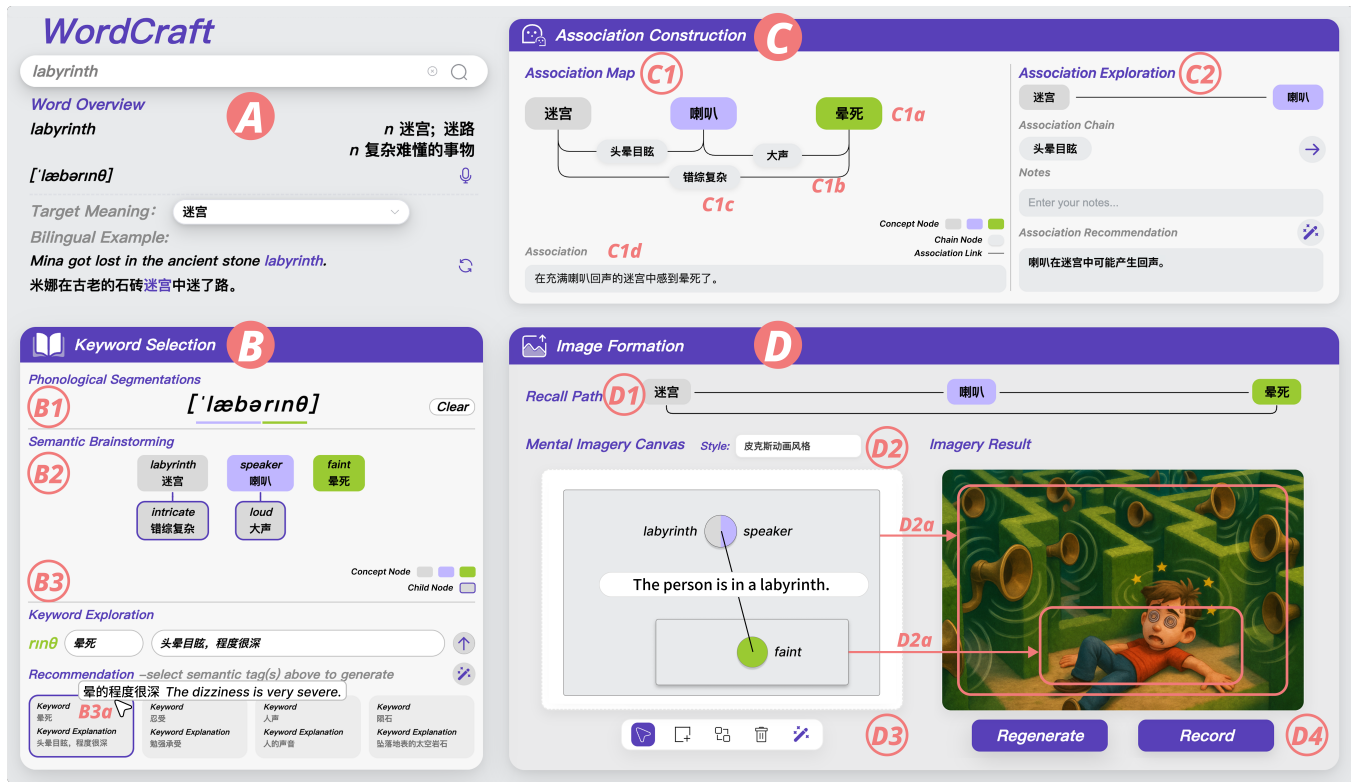 WordCraft
labyrinth
Word Overview
A
labyrinth
n 迷宫；迷路
n 复杂难懂的事物
[ˈlæbərɪnθ]
Target Meaning：
迷宫
Bilingual Example:
Mina got lost in the ancient stone labyrinth.
米娜在古老的石砖迷宫中迷了路。
Keyword Selection
B
Phonological Segmentations
B1
[ˈlæbərɪnθ]
Clear
Semantic Brainstorming
B2
labyrinth
迷宫
speaker
喇叭
faint
晕死
intricate
错综复杂
loud
大声
B3
Concept Node
Child Node
Keyword Exploration
rɪnθ
晕死
头晕目眩，程度很深
Recommendation –select semantic tag(s) above to generate
晕的程度很深 The dizziness is very severe.
B3a
Keyword
晕死
Keyword Explanation
头晕目眩，程度很深
Keyword
忍受
Keyword Explanation
勉强承受
Keyword
人声
Keyword Explanation
人的声音
Keyword
陨石
Keyword Explanation
坠落地表的太空岩石
Association Construction
C
Association Map
C1
迷宫
喇叭
晕死
C1a
头晕目眩
大声
错综复杂
C1b
C1c
Concept Node
Chain Node
Association Link
Association
C1d
在充满喇叭回声的迷宫中感到晕死了。
Association Exploration
C2
迷宫
喇叭
Association Chain
头晕目眩
Notes
Enter your notes...
Association Recommendation
喇叭在迷宫中可能产生回声。
Image Formation
D
Recall Path
D1
迷宫
喇叭
晕死
Mental Imagery Canvas
Style:
皮克斯动画风格
D2
Imagery Result
labyrinth
speaker
The person is in a labyrinth.
faint
D2a
D2a
D3
Regenerate
Record
D4